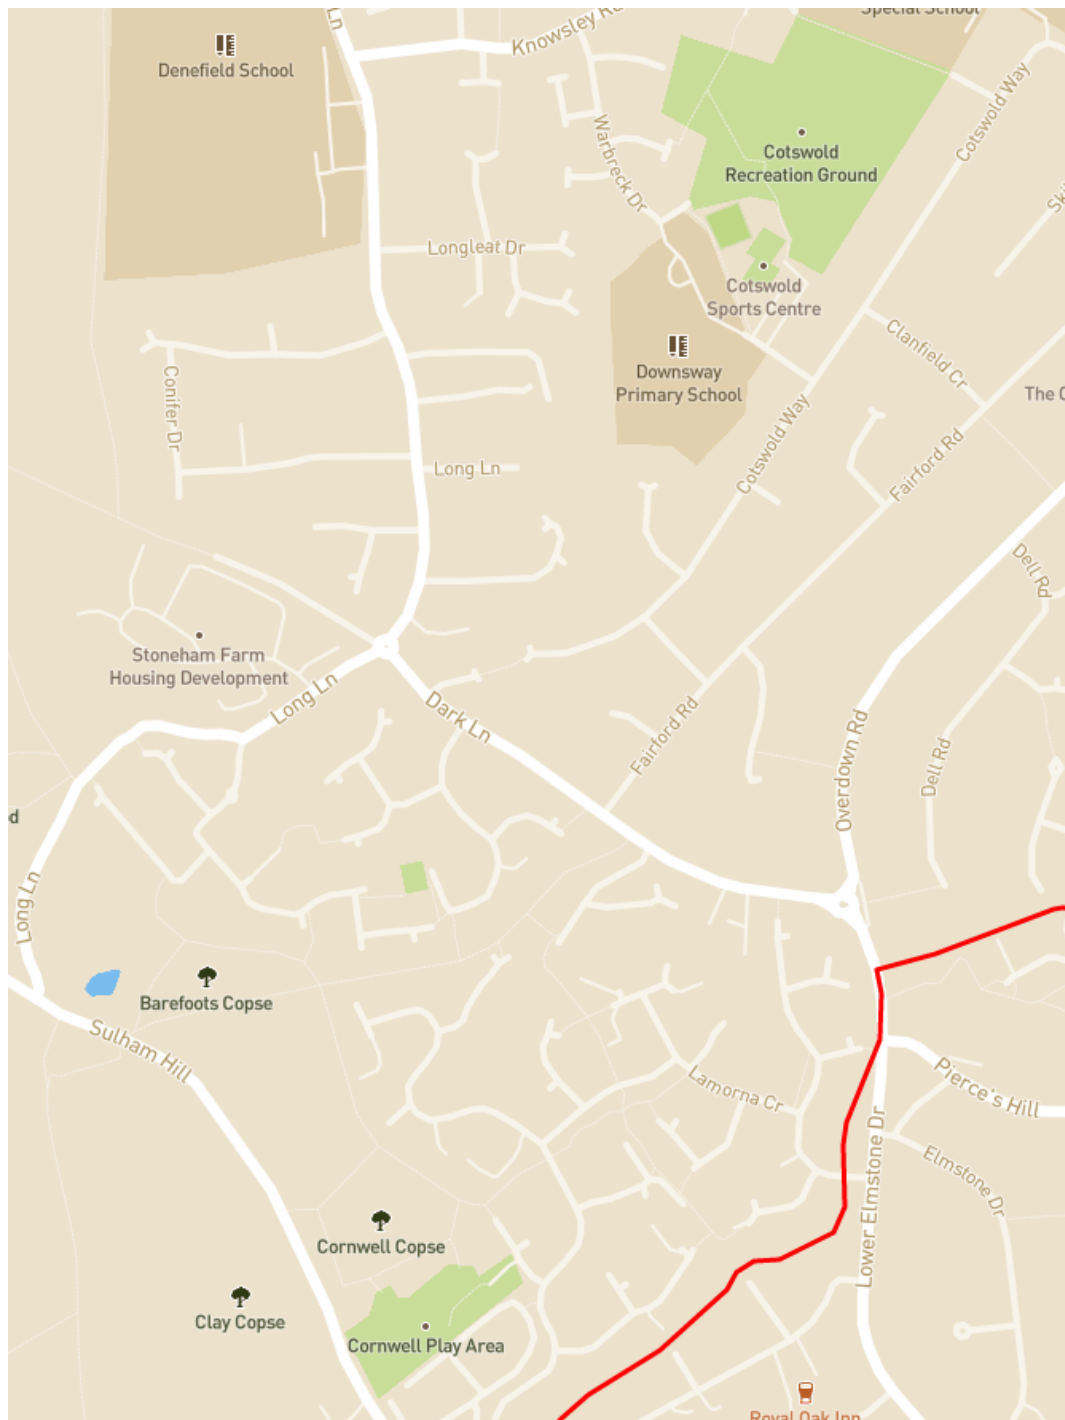 Special School
Ln
Knowsley Rd
Denefield School
Cotswold Way
Warbreck Dr
Cotswold
Recreation Ground
Longleat Dr
Cotswold
Sports Centre
Clanfield Cr
Conifer Dr
Downsway
Primary School
The
Cotswold Way
Fairford Rd
Long Ln
Dell Rd
Stoneham Farm
Housing Development
Long Ln
Dark Ln
Fairford Rd
Overdown Rd
Dell Rd
Long Ln
Barefoots Copse
Sulham Hill
Lamorna Cr
Pierce's Hill
Lower Elmstone Dr
Elmstone Dr
Cornwell Copse
Clay Copse
Cornwell Play Area
Royal Oak Inn